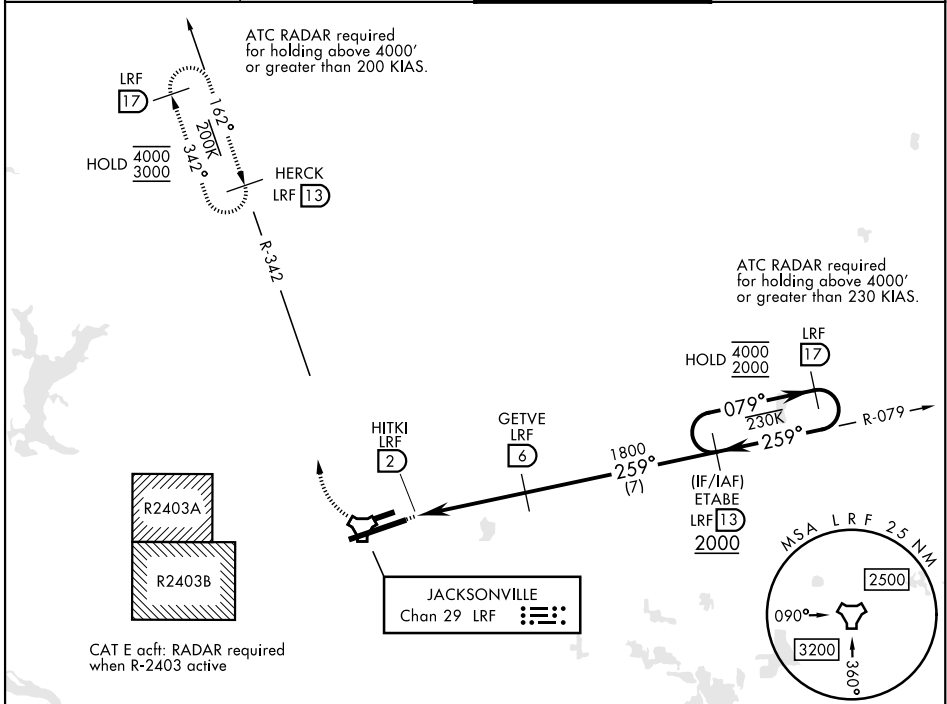 ATC RADAR required
for holding above 4000'
or greater than 200 KIAS.
LRF
17
162°
200K
342°
HOLD 4000
3000
HERCK
LRF 13
R-342
ATC RADAR required
for holding above 4000'
or greater than 230 KIAS.
HOLD 4000
2000
LRF
17
079°
230K
259°
R-079
HITKI
LRF
2
GETVE
LRF
6
1800
259°
(7)
(IF/IAF)
ETABE
LRF 13
2000
R2403A
R2403B
CAT E acft: RADAR required
when R-2403 active
JACKSONVILLE
Chan 29 LRF
MSA LRF 25 NM
2500
090°
3200
360°